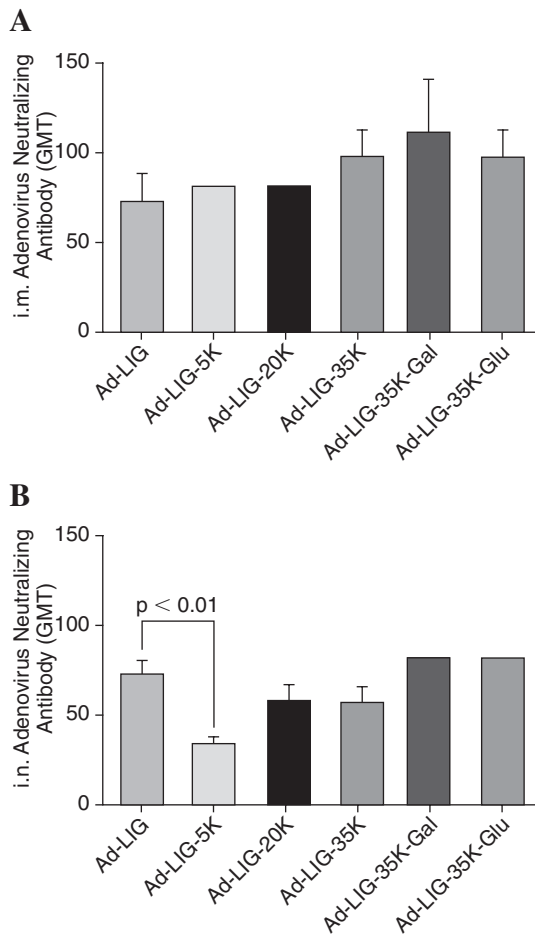 A
i.m. Adenovirus Neutralizing
Antibody (GMT)
150
100
50
0
Ad-LIG
Ad-LIG-5K
Ad-LIG-20K
Ad-LIG-35K
Ad-LIG-35K-Gal
Ad-LIG-35K-Glu
B
i.n. Adenovirus Neutralizing
Antibody (GMT)
150
100
50
0
p < 0.01
Ad-LIG
Ad-LIG-5K
Ad-LIG-20K
Ad-LIG-35K
Ad-LIG-35K-Gal
Ad-LIG-35K-Glu